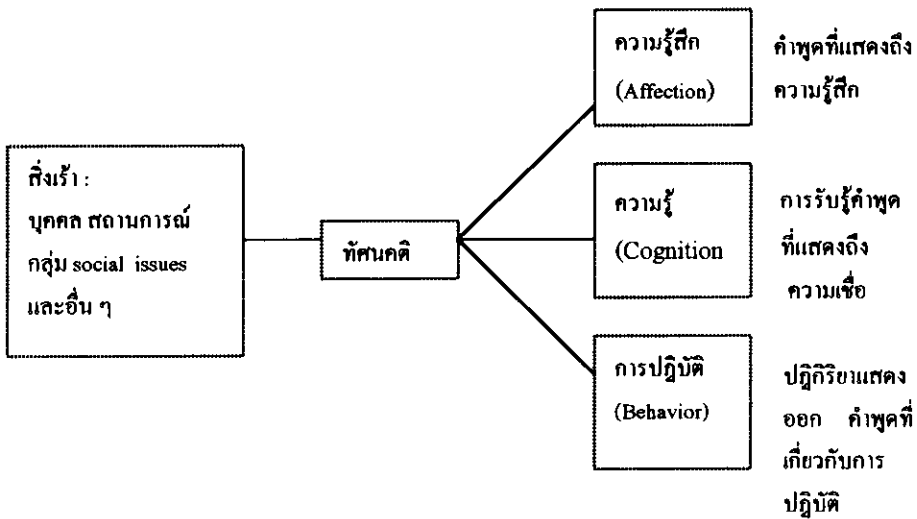 สิ่งเร้า :
บุคคล สถานการณ์
กลุ่ม social issues
และอื่น ๆ
ทัศนคติ
ความรู้สึก
(Affection)
คำพูดที่แสดงถึง
ความรู้สึก
ความรู้
(Cognition
การรับรู้คำพูด
ที่แสดงถึง
ความเชื่อ
การปฎิบัติ
(Behavior)
ปฎิกิริยาแสดง
ออก คำพูดที่
เกี่ยวกับการ
ปฎิบัติ